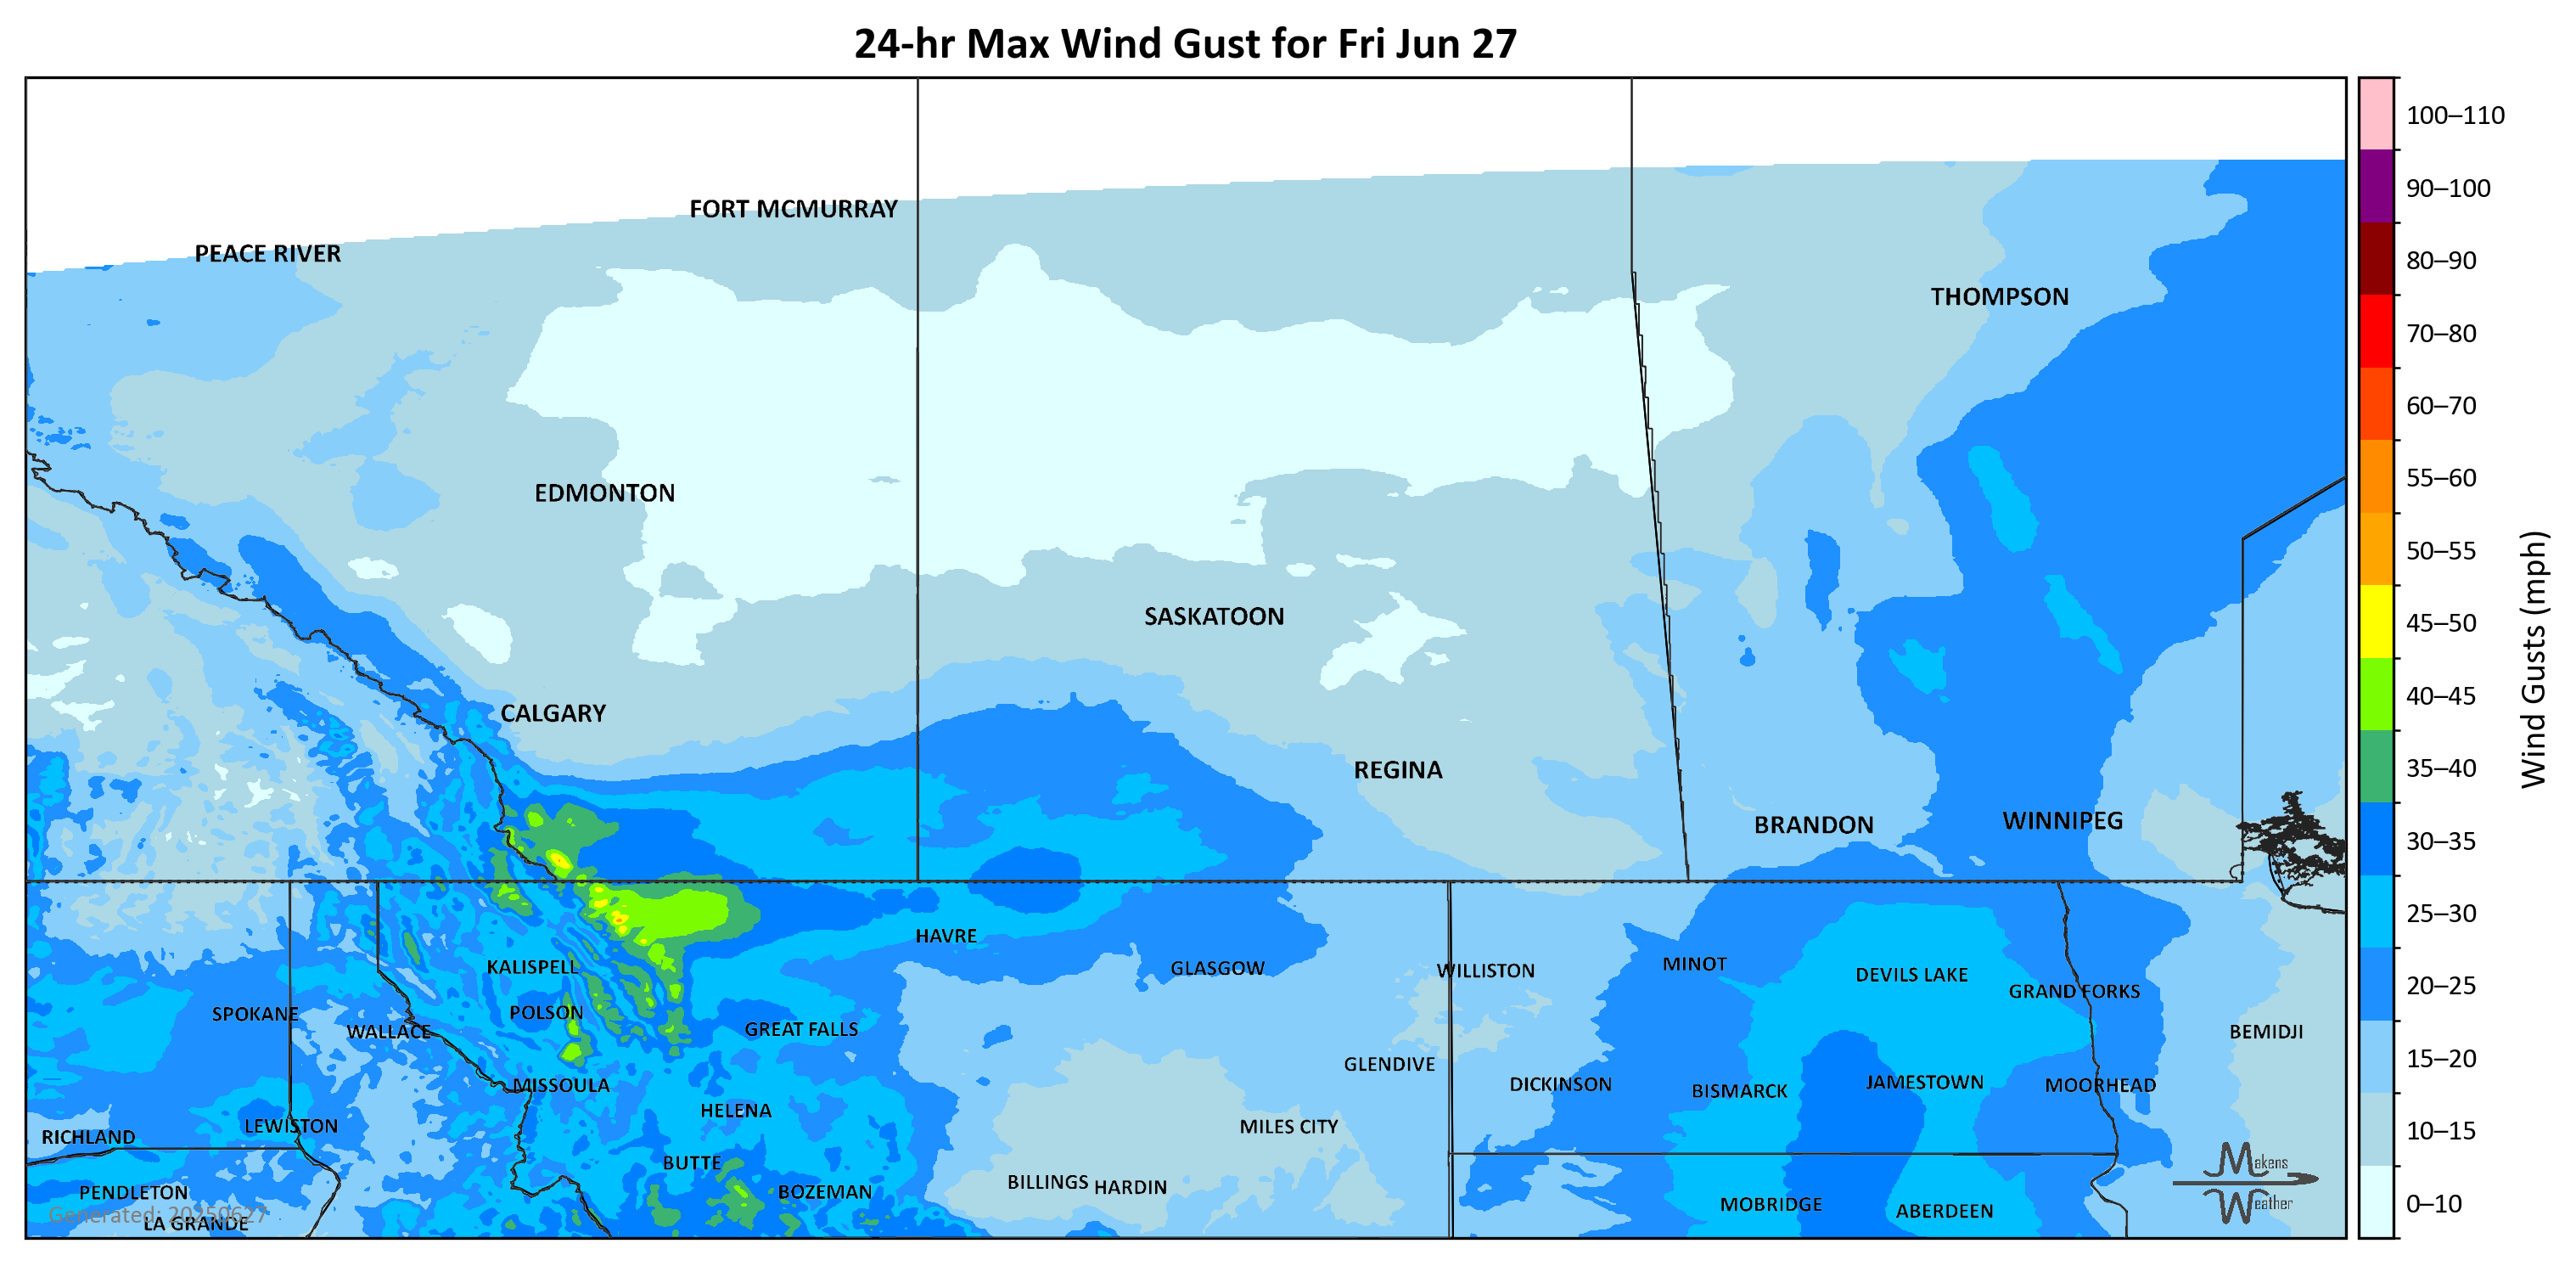 24-hr Max Wind Gust for Fri Jun 27
100–110
90–100
80–90
70–80
60–70
55–60
50–55
45–50
40–45
35–40
30–35
25–30
20–25
15–20
10–15
0–10
Wind Gusts (mph)
FORT MCMURRAY
PEACE RIVER
THOMPSON
EDMONTON
SASKATOON
CALGARY
REGINA
BRANDON
WINNIPEG
HAVRE
KALISPELL
GLASGOW
WILLISTON
MINOT
DEVILS LAKE
GRAND FORKS
SPOKANE
POLSON
WALLACE
GREAT FALLS
BEMIDJI
GLENDIVE
MISSOULA
DICKINSON
BISMARCK
JAMESTOWN
MOORHEAD
HELENA
LEWISTON
RICHLAND
MILES CITY
BUTTE
BILLINGS
HARDIN
PENDLETON
BOZEMAN
MOBRIDGE
ABERDEEN
Generated: 20250627
LA GRANDE
Makens
Weather